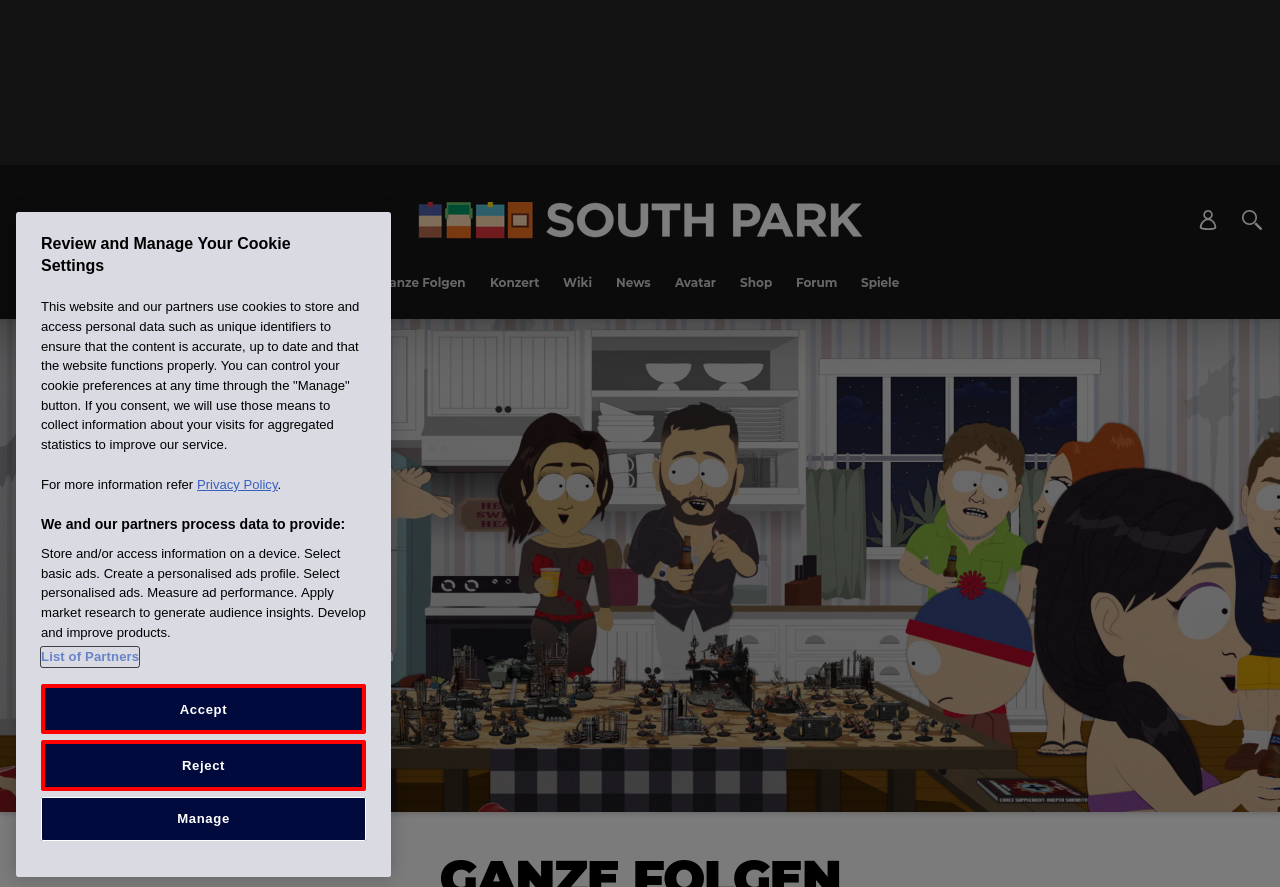 SOUTH PARK
anze Folgen Konzert Wiki News Avatar Shop Forum Spiele
Review and Manage Your Cookie
Settings
This website and our partners use cookies to store and
access personal data such as unique identifiers to
ensure that the content is accurate, up to date and that
the website functions properly. You can control your
cookie preferences at any time through the "Manage"
button. If you consent, we will use those means to
collect information about your visits for aggregated
statistics to improve our service.
For more information refer Privacy Policy.
We and our partners process data to provide:
Store and/or access information on a device. Select
basic ads. Create a personalised ads profile. Select
personalised ads. Measure ad performance. Apply
market research to generate audience insights. Develop
and improve products.
List of Partners
Accept
Reject
Manage
GANZE FOLGEN